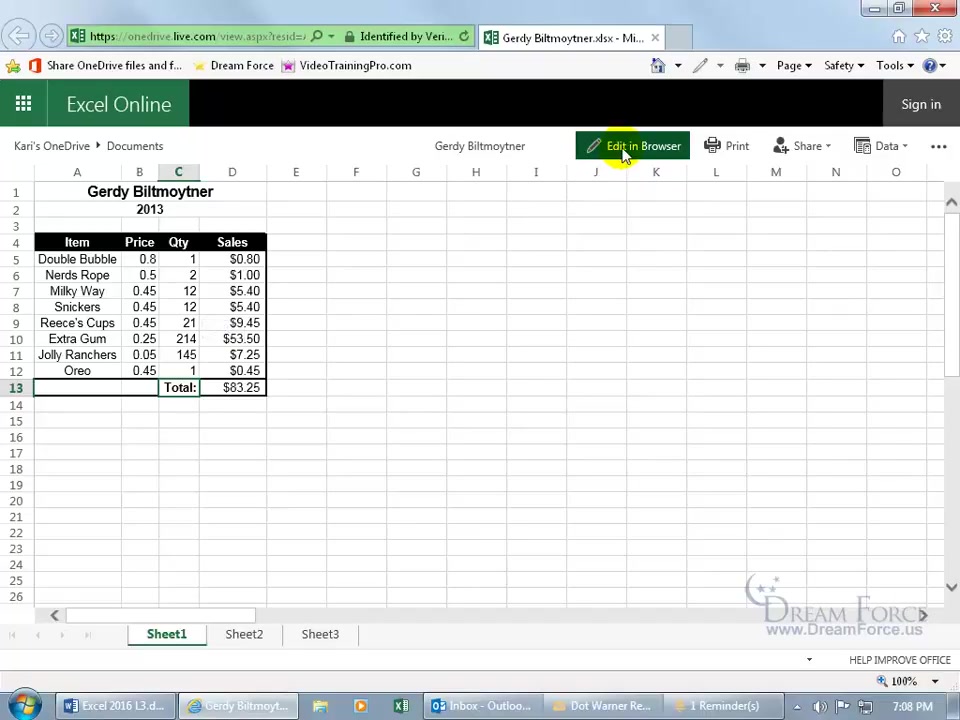 https://onedrive.live.com/view.aspx?resid=
Identified by Veri...
Gerdy Biltmoytner.xlsx - Mi...
Share OneDrive files and f...
Dream Force
VideoTrainingPro.com
Page
Safety
Tools
Excel Online
Sign in
Kari's OneDrive
Documents
Gerdy Biltmoytner
Edit in Browser
Print
Share
Data
A B C D E F G H I J K L M N O
1 Gerdy Biltmoytner
2 2013
3
4 Item Price Qty Sales
5 Double Bubble 0.8 1 $0.80
6 Nerds Rope 0.5 2 $1.00
7 Milky Way 0.45 12 $5.40
8 Snickers 0.45 12 $5.40
9 Reece's Cups 0.45 21 $9.45
10 Extra Gum 0.25 214 $53.50
11 Jolly Ranchers 0.05 145 $7.25
12 Oreo 0.45 1 $0.45
13 Total: $83.25
14
15
16
17
18
19
20
21
22
23
24
25
26
DREAM FORCE
www.DreamForce.us
Sheet1 Sheet2 Sheet3
HELP IMPROVE OFFICE
100%
Excel 2016 L3.d...
Gerdy Biltmoyt...
Inbox - Outloo...
Dot Warner Re...
1 Reminder(s)
7:08 PM